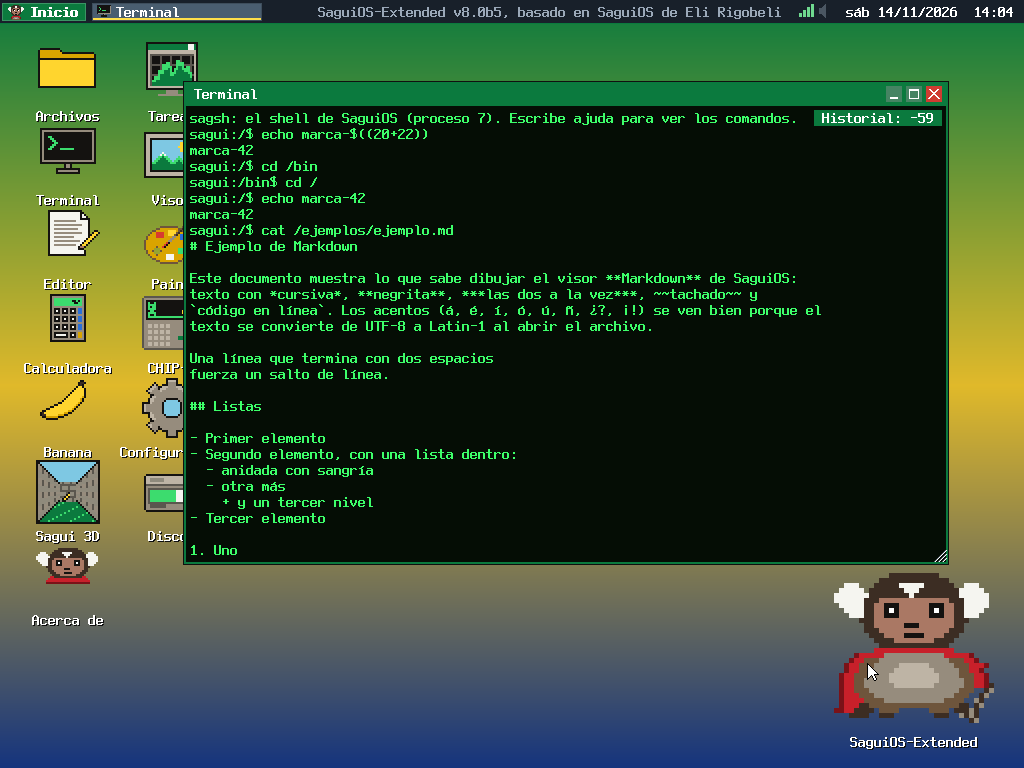 Inicio
Terminal
SaguiOS-Extended v8.0b5, basado en SaguiOS de Eli Rigobeli
sáb 14/11/2026 14:04
Archivos
Terminal
Editor
Calculadora
Banana
Sagui 3D
Acerca de
Tarea
Viso
Pain
CHIP-
Configur
Disco
Terminal
sagsh: el shell de SaguiOS (proceso 7). Escribe ajuda para ver los comandos.
Historial: -59
sagui:/$ echo marca-$((20+22))
marca-42
sagui:/$ cd /bin
sagui:/bin$ cd /
sagui:/$ echo marca-42
marca-42
sagui:/$ cat /ejemplos/ejemplo.md
# Ejemplo de Markdown
Este documento muestra lo que sabe dibujar el visor **Markdown** de SaguiOS:
texto con *cursiva*, **negrita**, ***las dos a la vez***, ~~tachado~~ y
`código en línea`. Los acentos (á, é, í, ó, ú, ñ, ¿?, ¡!) se ven bien porque el
texto se convierte de UTF-8 a Latin-1 al abrir el archivo.
Una línea que termina con dos espacios
fuerza un salto de línea.
## Listas
- Primer elemento
- Segundo elemento, con una lista dentro:
- anidada con sangría
- otra más
+ y un tercer nivel
- Tercer elemento
1. Uno
SaguiOS-Extended